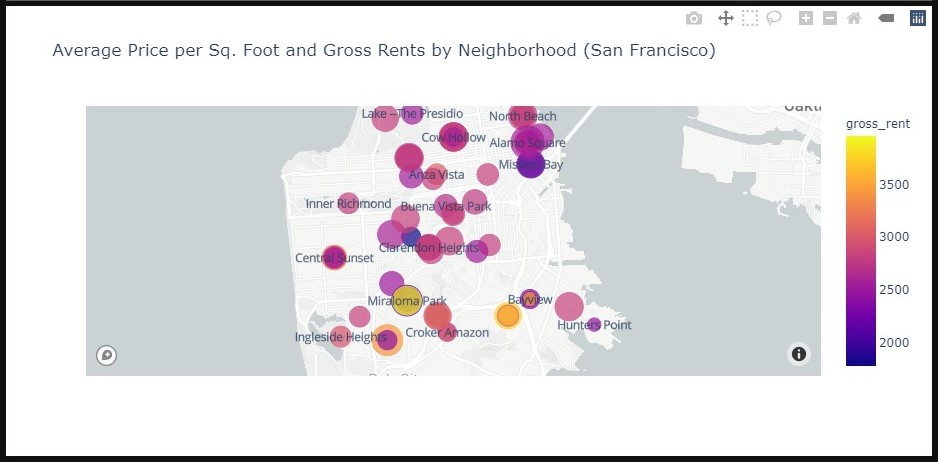 Average Price per Sq. Foot and Gross Rents by Neighborhood (San Francisco)
Lake --The Presidio
North Beach
Cow Hollow
Alamo Square
Mission Bay
Anza Vista
Inner Richmond
Buena Vista Park
Clarendon Heights
Central Sunset
Miraloma Park
Bayview
Hunters Point
Croker Amazon
Ingleside Heights
gross_rent
3500
3000
2500
2000